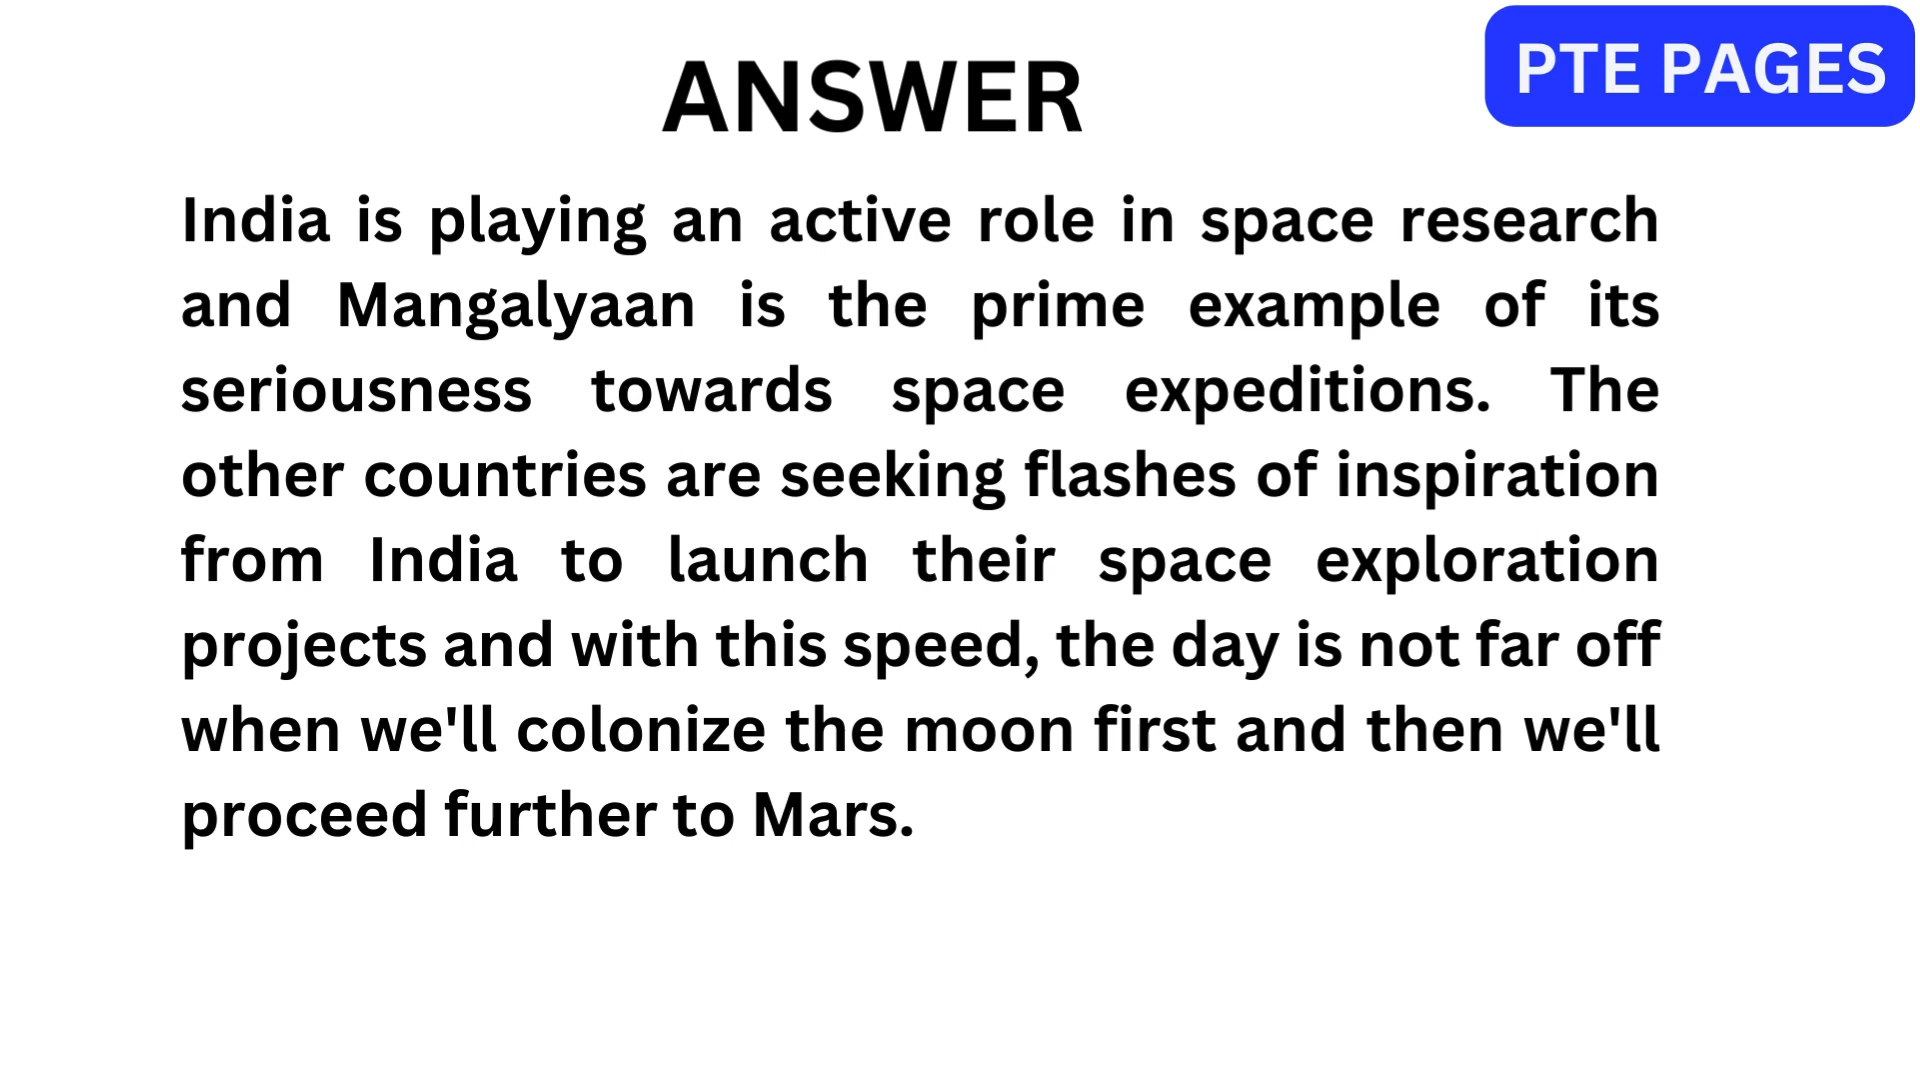 PTE PAGES
ANSWER
India is playing an active role in space research
and Mangalyaan is the prime example of its
seriousness towards space expeditions. The
other countries are seeking flashes of inspiration
from India to launch their space exploration
projects and with this speed, the day is not far off
when we'll colonize the moon first and then we'll
proceed further to Mars.